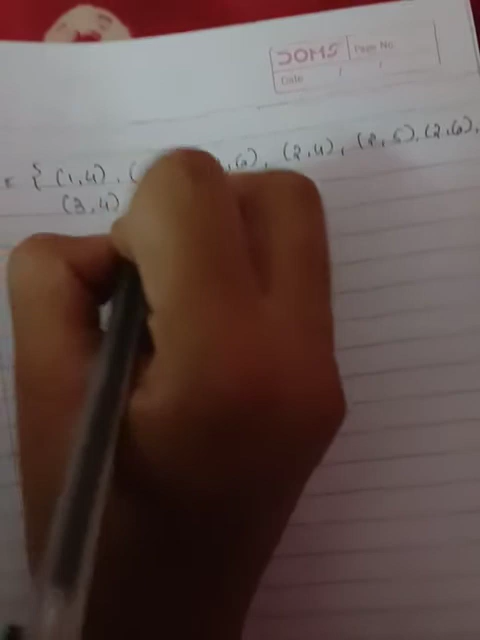 DOMS Page No.
Date / /
= { (1,4), ( ,6), (2,4), (2,5), (2,6),
(3,4)